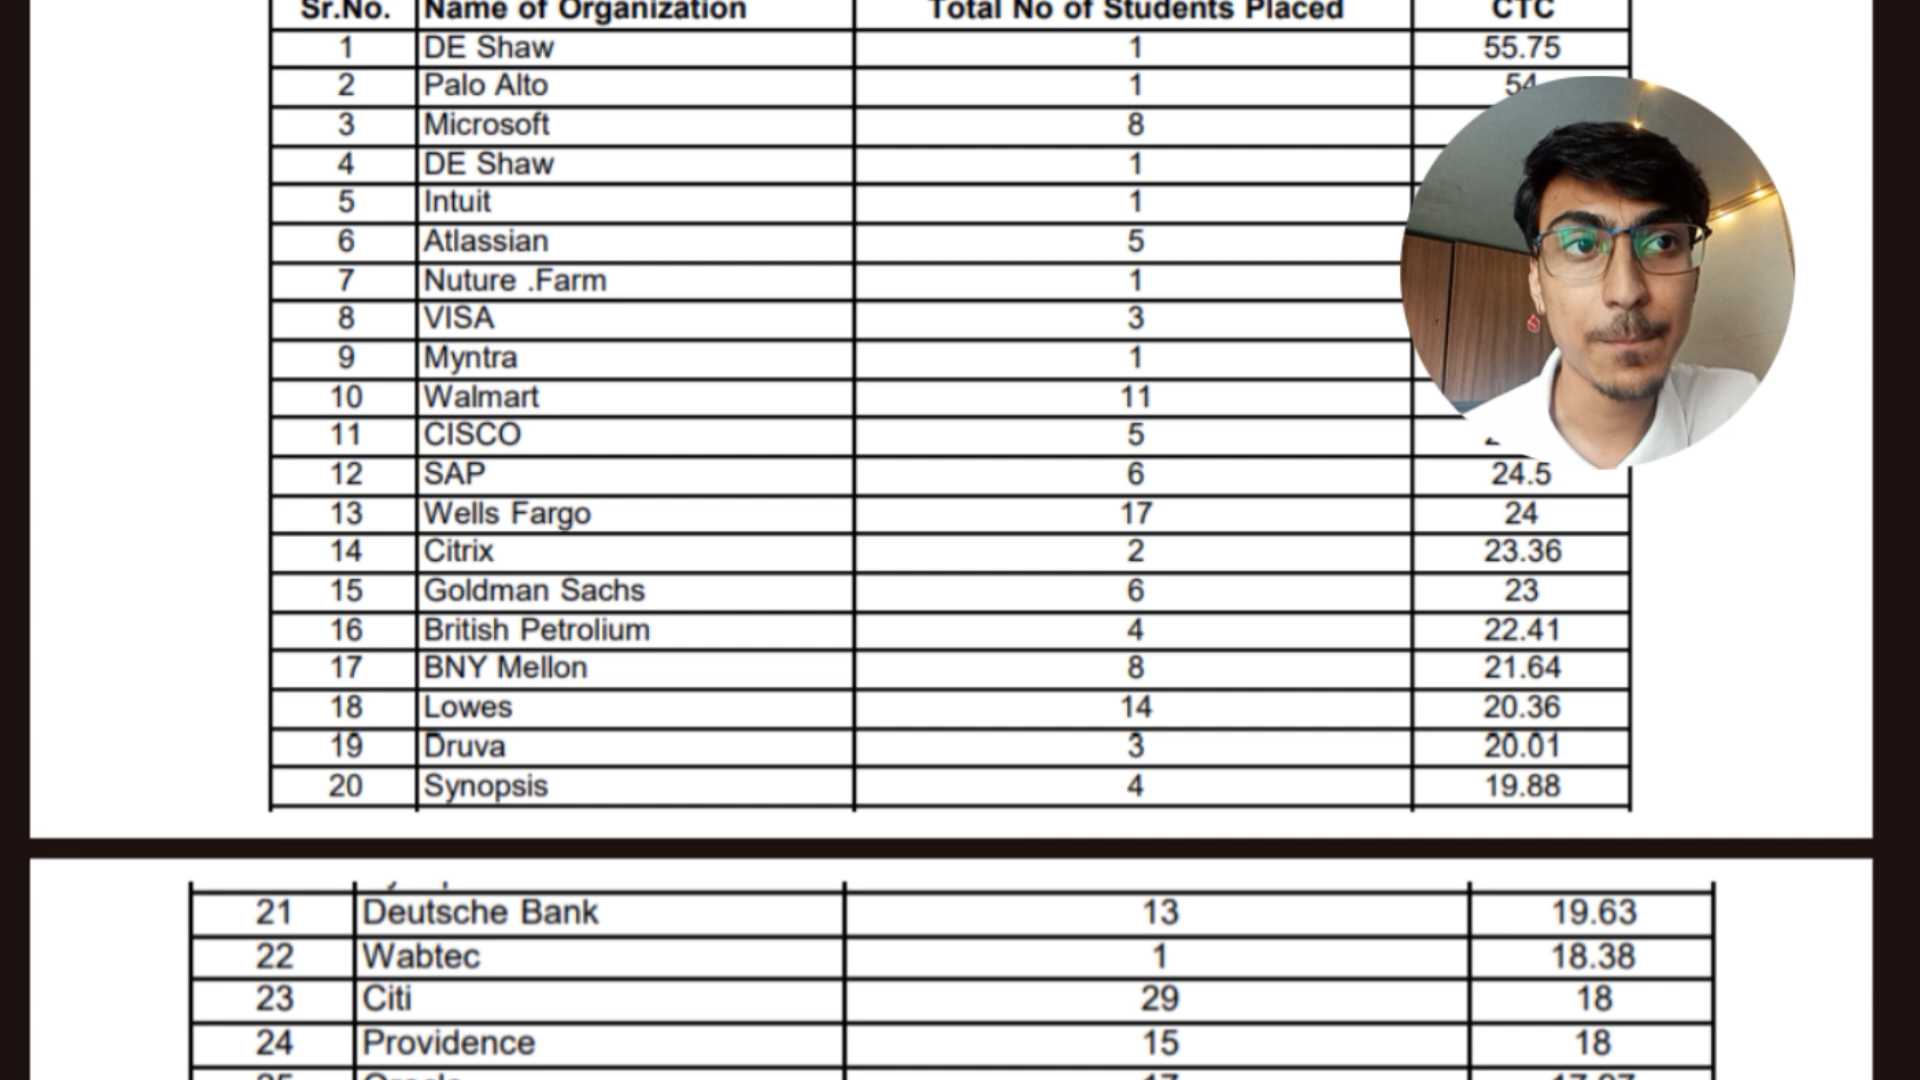 Sr.No. Name of Organization Total No of Students Placed CTC
1 DE Shaw 1 55.75
2 Palo Alto 1 54
3 Microsoft 8
4 DE Shaw 1
5 Intuit 1
6 Atlassian 5
7 Nuture .Farm 1
8 VISA 3
9 Myntra 1
10 Walmart 11
11 CISCO 5
12 SAP 6 24.5
13 Wells Fargo 17 24
14 Citrix 2 23.36
15 Goldman Sachs 6 23
16 British Petrolium 4 22.41
17 BNY Mellon 8 21.64
18 Lowes 14 20.36
19 Druva 3 20.01
20 Synopsis 4 19.88
21 Deutsche Bank 13 19.63
22 Wabtec 1 18.38
23 Citi 29 18
24 Providence 15 18